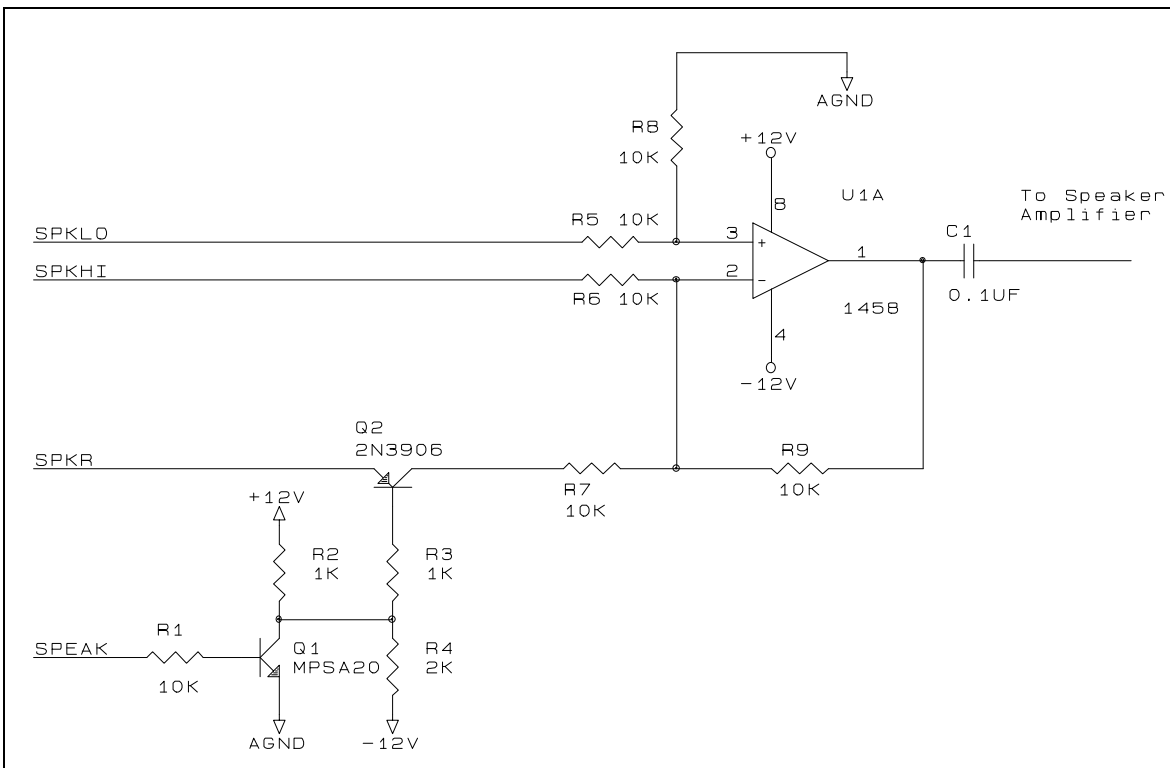 AGND
R8
10K
+12V
8
U1A
To Speaker
Amplifier
SPKLO
R5 10K
3
+
C1
1
SPKHI
2
-
R6 10K
1458
0.1UF
4
-12V
Q2
2N3906
SPKR
R9
10K
R7
10K
+12V
R2
1K
R3
1K
SPEAK
R1
10K
Q1
MPSA20
R4
2K
AGND
-12V